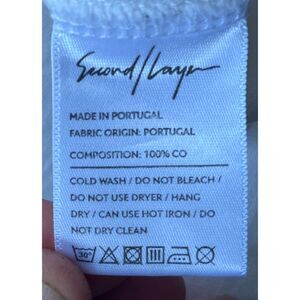 Second/Layer
MADE IN PORTUGAL
FABRIC ORIGIN: PORTUGAL
COMPOSITION: 100% CO
COLD WASH / DO NOT BLEACH /
DO NOT USE DRYER / HANG
DRY / CAN USE HOT IRON / DO
NOT DRY CLEAN
30°